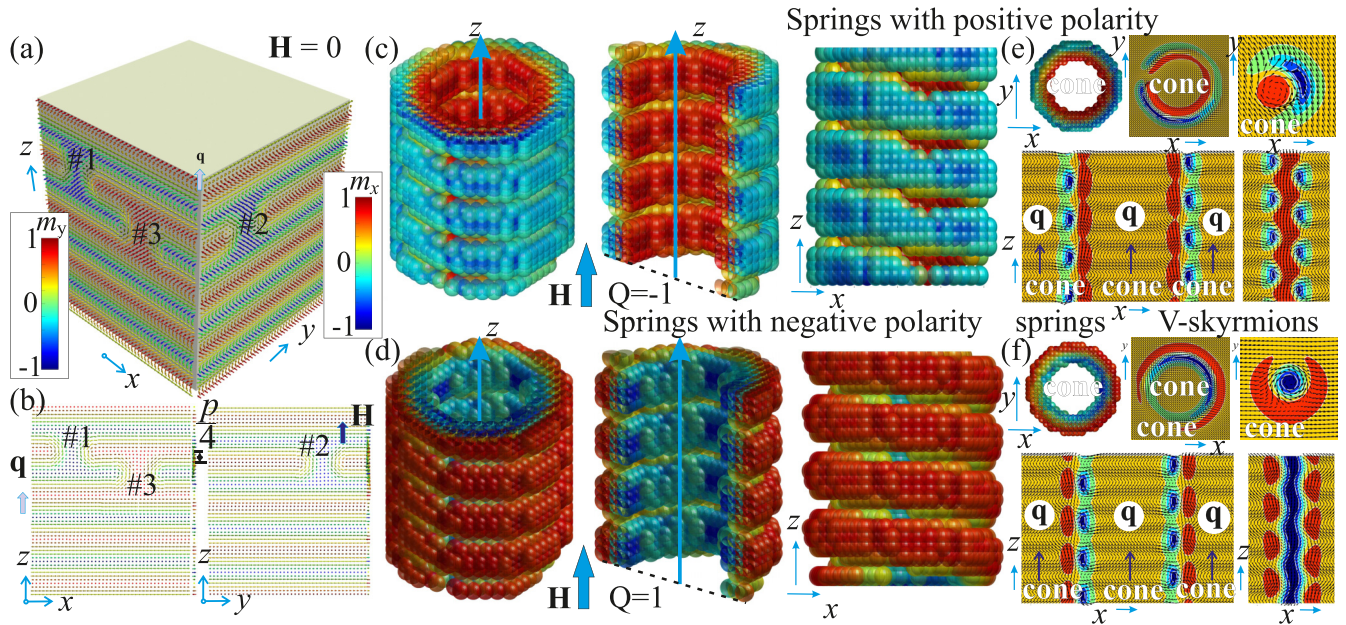 Springs with positive polarity
(a)
H = 0
z
q
#1
#2
#3
1
m_y
0
-1
1
m_x
0
-1
x
y
(b)
p
4
H
#1
#2
#3
q
z
x
z
y
(c)
z
z
H
Q=-1
z
x
(e)
y
x
cone
y
cone
x
y
cone
x
q
q
q
z
cone
cone
cone
x
z
x
Springs with negative polarity
springs
V-skyrmions
(d)
z
z
H
Q=1
z
x
(f)
y
x
cone
y
cone
cone
x
y
cone
x
q
q
q
z
cone
cone
cone
x
z
x